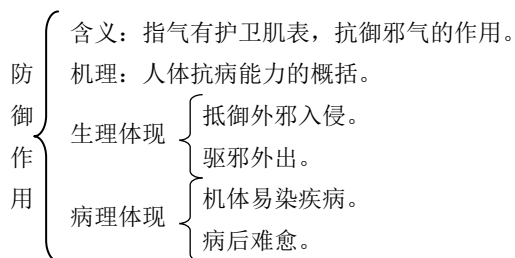 防御作用
含义：指气有护卫肌表，抗御邪气的作用。
机理：人体抗病能力的概括。
生理体现
抵御外邪入侵。
驱邪外出。
病理体现
机体易染疾病。
病后难愈。